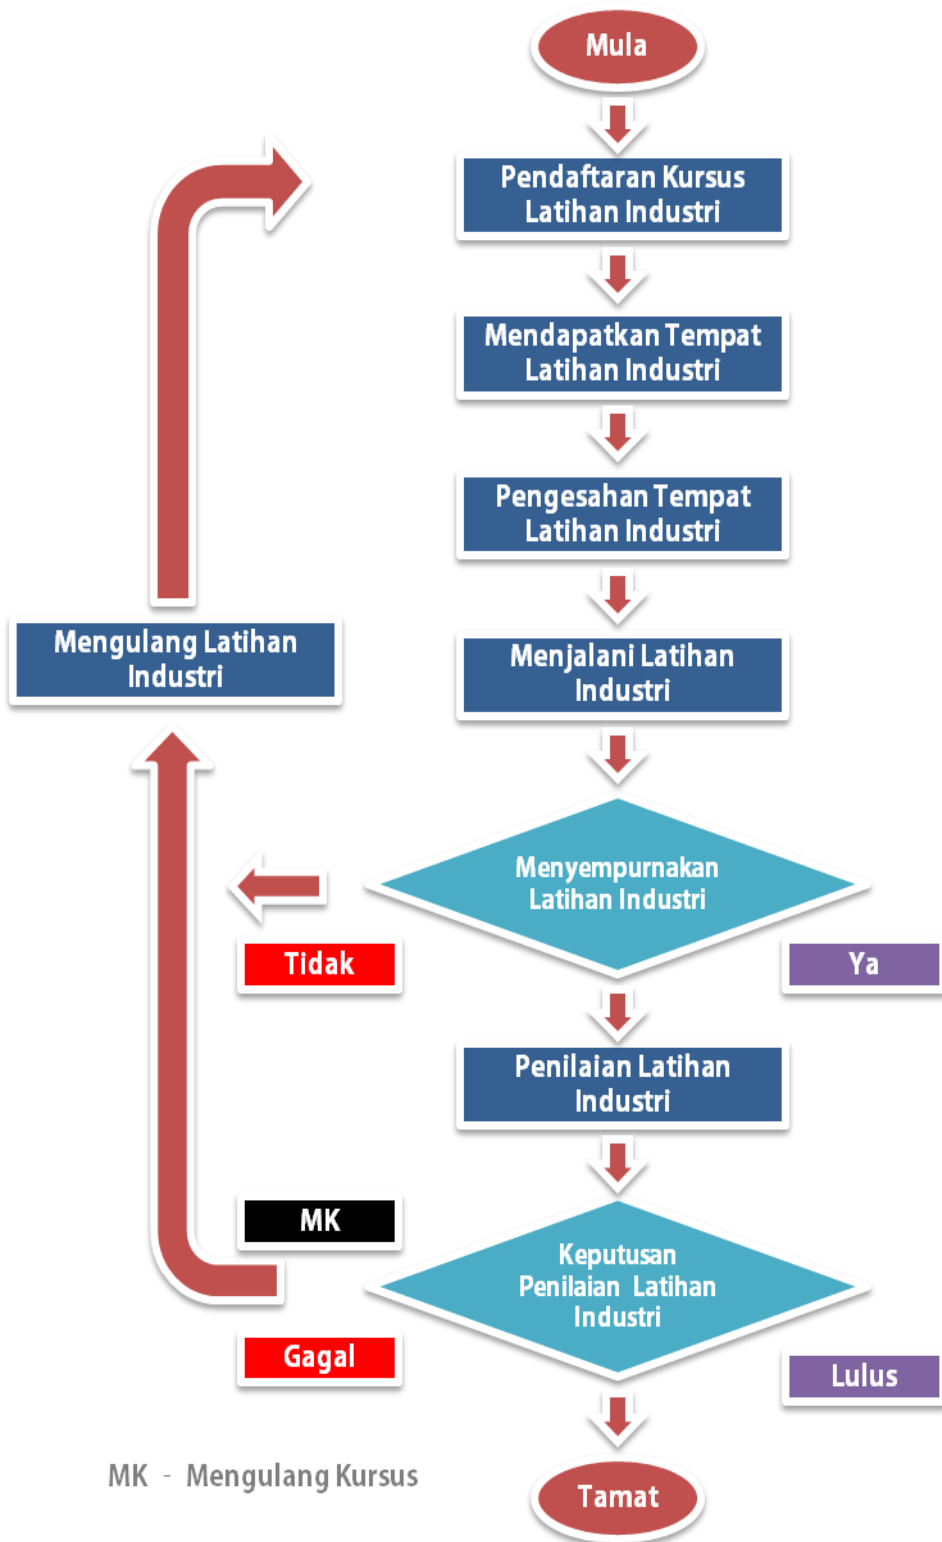 Mula
Pendaftaran Kursus
Latihan Industri
Mendapatkan Tempat
Latihan Industri
Pengesahan Tempat
Latihan Industri
Mengulang Latihan
Industri
Menjalani Latihan
Industri
Menyempurnakan
Latihan Industri
Tidak
Ya
Penilaian Latihan
Industri
MK
Keputusan
Penilaian Latihan
Industri
Gagal
Lulus
MK - Mengulang Kursus
Tamat